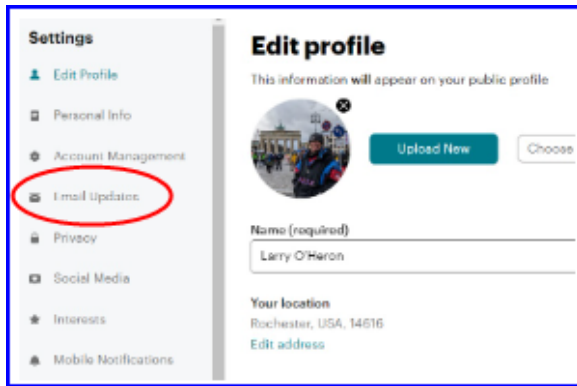 Settings
Edit Profile
Personal Info
Account Management
Email Updates
Privacy
Social Media
Interests
Mobile Notifications
Edit profile
This information will appear on your public profile
Upload New
Choose
Name (required)
Larry O'Heron
Your location
Rochester, USA, 14616
Edit address